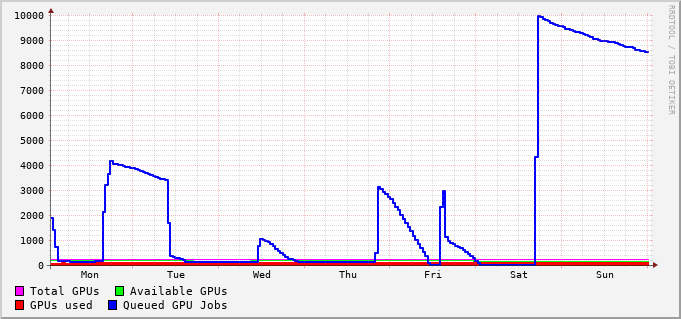 10000
9000
8000
7000
6000
5000
4000
3000
2000
1000
0
Mon Tue Wed Thu Fri Sat Sun
Total GPUs Available GPUs
GPUs used Queued GPU Jobs
RRDTOOL / TOBI OETIKER